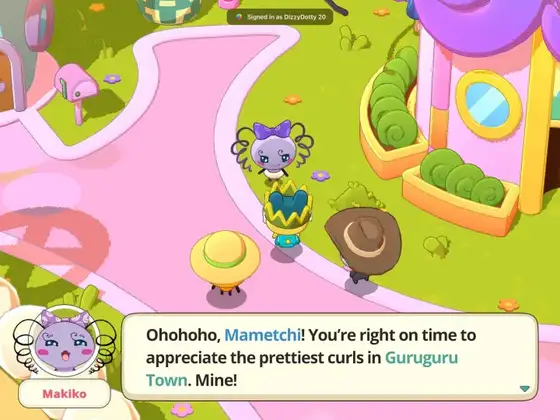 Signed in as DizzyDotty 20
Ohohoho, Mametchi! You're right on time to
appreciate the prettiest curls in Guruguru
Town. Mine!
Makiko